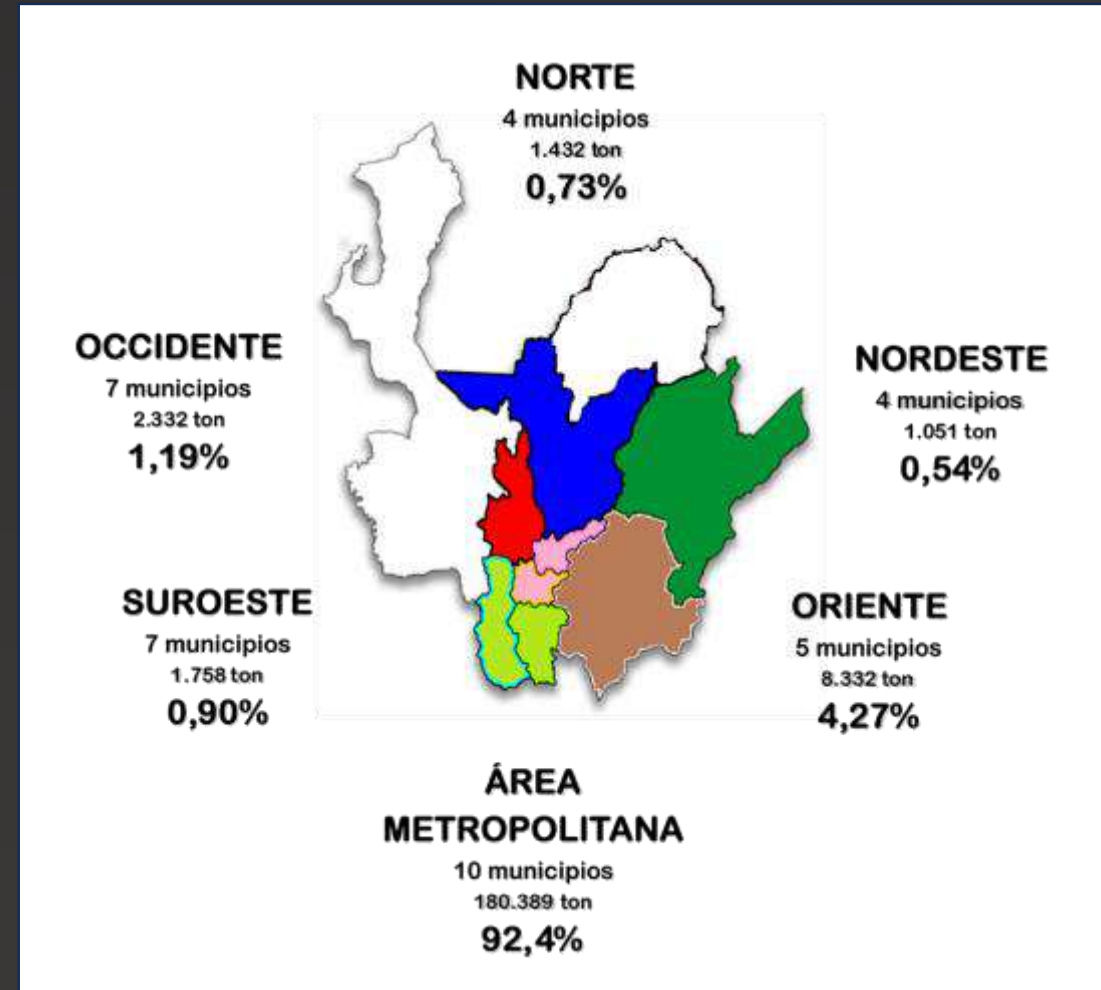 NORTE
4 municipios
1.432 ton
0,73%
OCCIDENTE
7 municipios
2.332 ton
1,19%
NORDESTE
4 municipios
1.051 ton
0,54%
SUROESTE
7 municipios
1.758 ton
0,90%
ORIENTE
5 municipios
8.332 ton
4,27%
ÁREA
METROPOLITANA
10 municipios
180.389 ton
92,4%